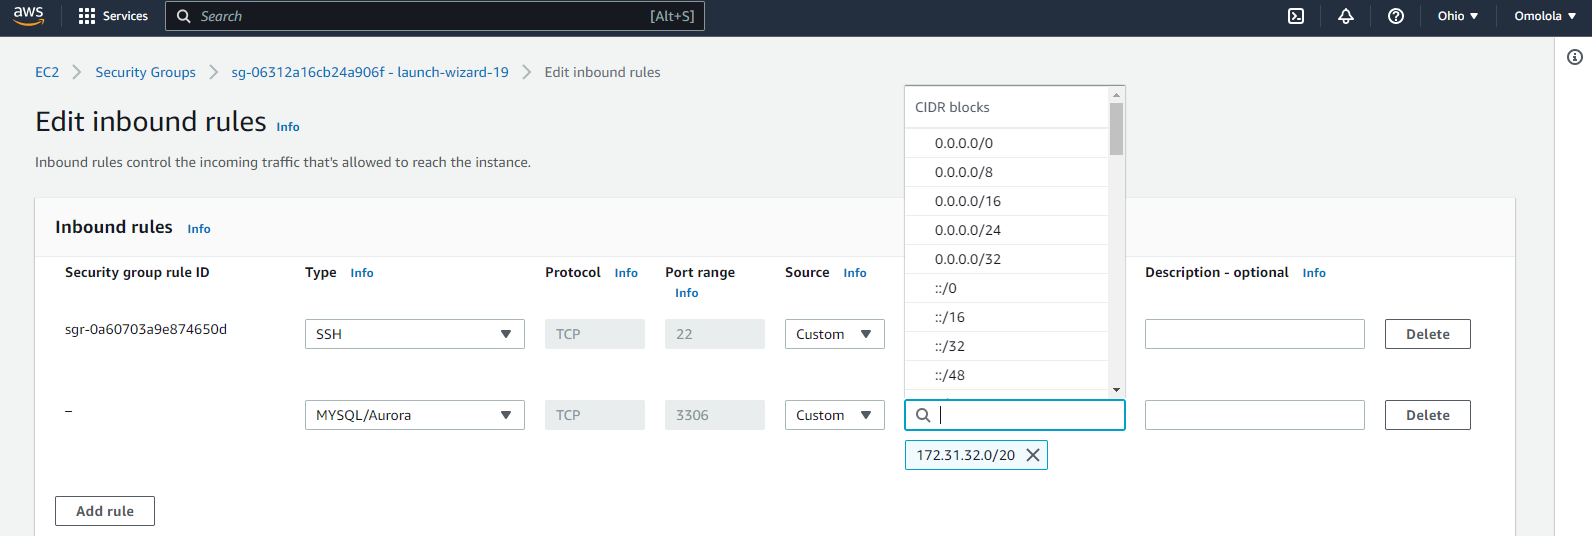 aws Services Search [Alt+S] Ohio Omolola
EC2 Security Groups sg-06312a16cb24a906f - launch-wizard-19 Edit inbound rules
Edit inbound rules Info
Inbound rules control the incoming traffic that's allowed to reach the instance.
Inbound rules Info
Security group rule ID Type Info Protocol Info Port range Info Source Info Description - optional Info
sgr-0a60703a9e874650d SSH TCP 22 Custom Delete
CIDR blocks
0.0.0.0/0
0.0.0.0/8
0.0.0.0/16
0.0.0.0/24
0.0.0.0/32
::/0
::/16
::/32
::/48
– MYSQL/Aurora TCP 3306 Custom Delete
172.31.32.0/20
Add rule